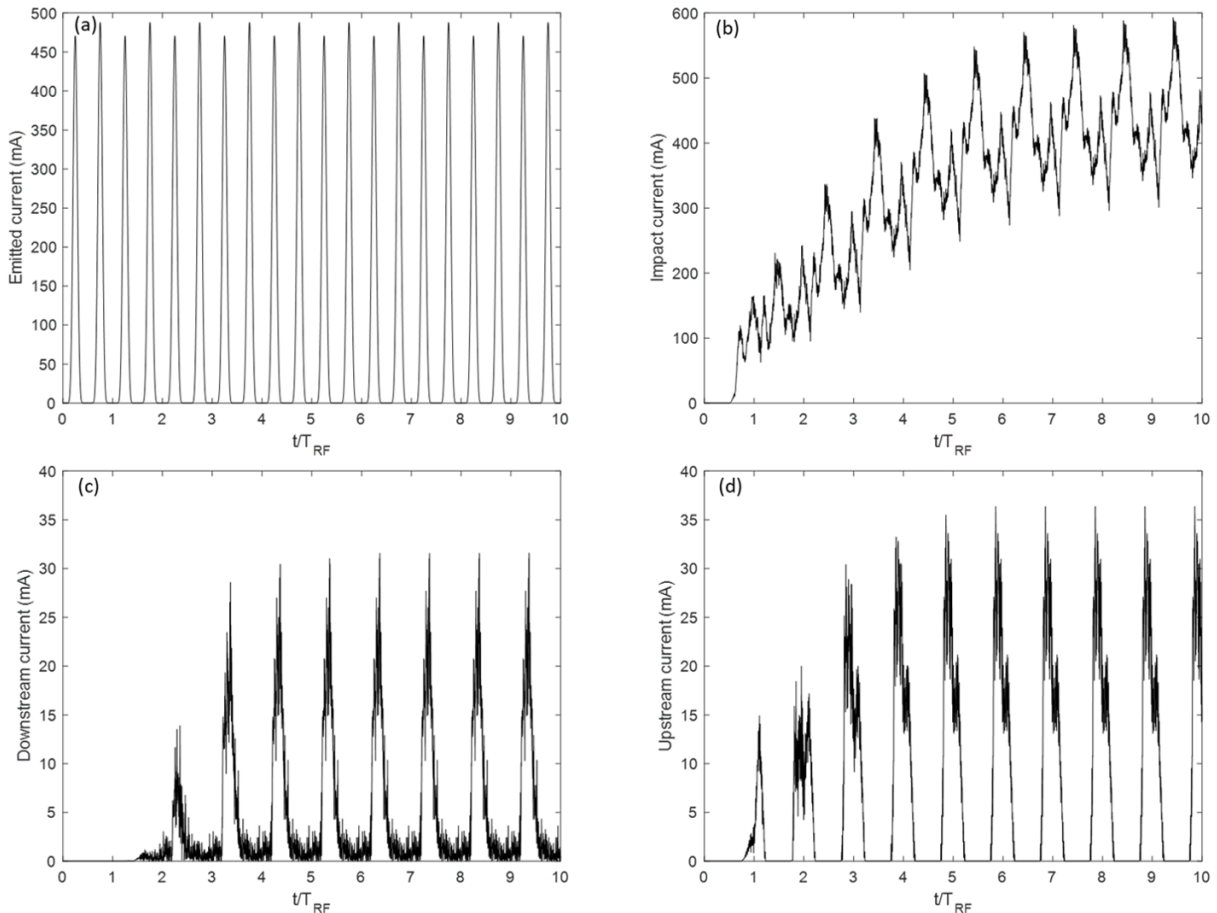 (a)
Emitted current (mA)
500
450
400
350
300
250
200
150
100
50
0
0 1 2 3 4 5 6 7 8 9 10
t/T_RF
(b)
Impact current (mA)
600
500
400
300
200
100
0
0 1 2 3 4 5 6 7 8 9 10
t/T_RF
(c)
Downstream current (mA)
40
35
30
25
20
15
10
5
0
0 1 2 3 4 5 6 7 8 9 10
t/T_RF
(d)
Upstream current (mA)
40
35
30
25
20
15
10
5
0
0 1 2 3 4 5 6 7 8 9 10
t/T_RF